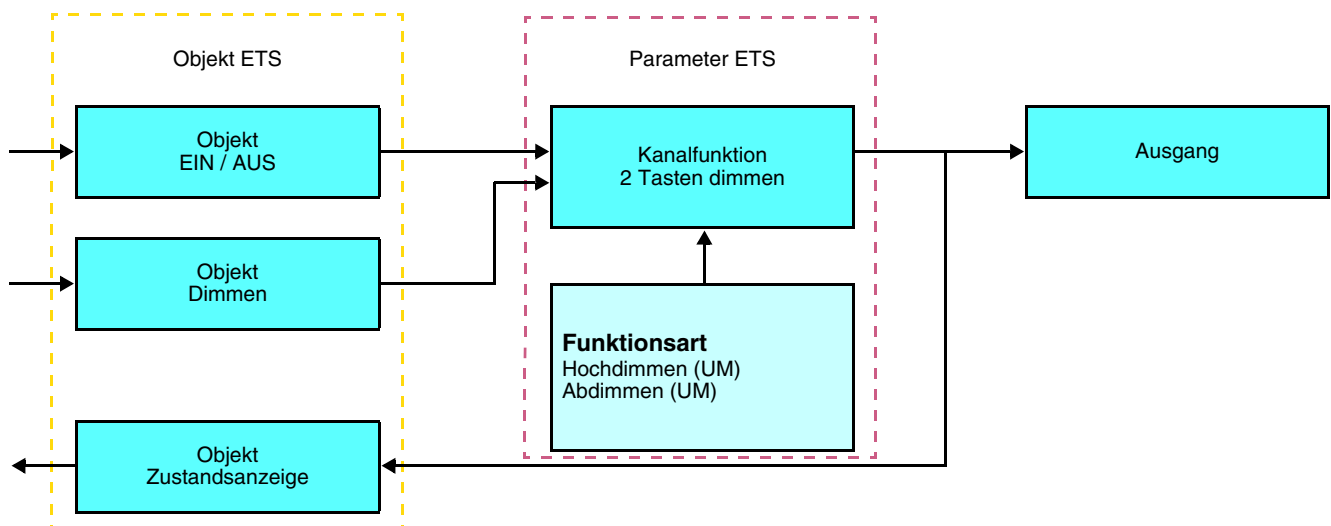 Objekt ETS
Parameter ETS
Objekt
EIN / AUS
Kanalfunktion
2 Tasten dimmen
Ausgang
Objekt
Dimmen
Funktionsart
Hochdimmen (UM)
Abdimmen (UM)
Objekt
Zustandsanzeige